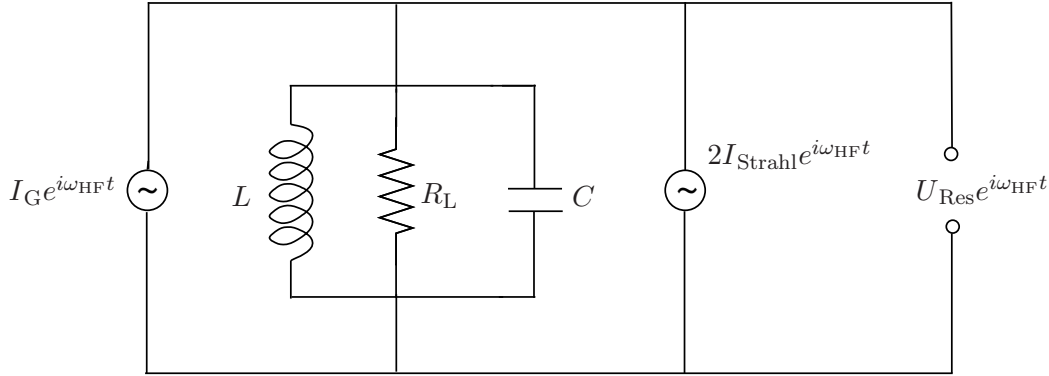 I_G e^{iω_HF t}
L
R_L
C
2I_Strahl e^{iω_HF t}
U_Res e^{iω_HF t}